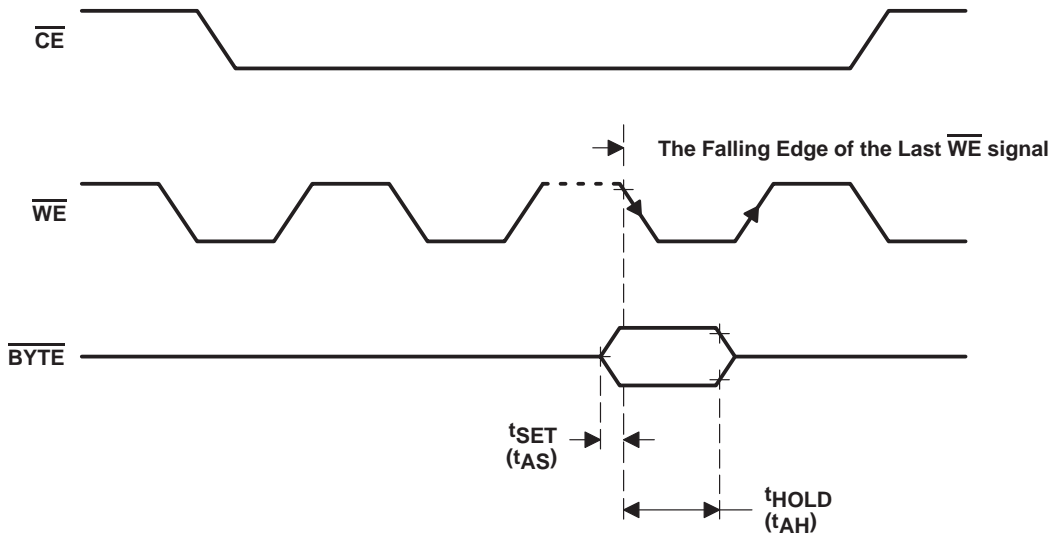 CE
The Falling Edge of the Last WE signal
WE
BYTE
tSET
(tAS)
tHOLD
(tAH)